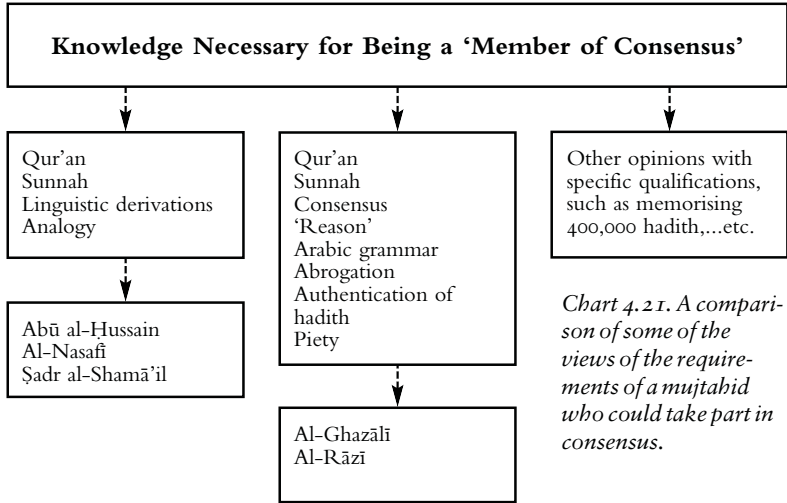 Knowledge Necessary for Being a ‘Member of Consensus’
Qur’an
Sunnah
Linguistic derivations
Analogy
Abū al-Ḥussain
Al-Nasafī
Ṣadr al-Shamā’il
Qur’an
Sunnah
Consensus
‘Reason’
Arabic grammar
Abrogation
Authentication of
hadith
Piety
Al-Ghazālī
Al-Rāzī
Other opinions with
specific qualifications,
such as memorising
400,000 hadith,...etc.
Chart 4.21. A compari-
son of some of the
views of the require-
ments of a mujtahid
who could take part in
consensus.